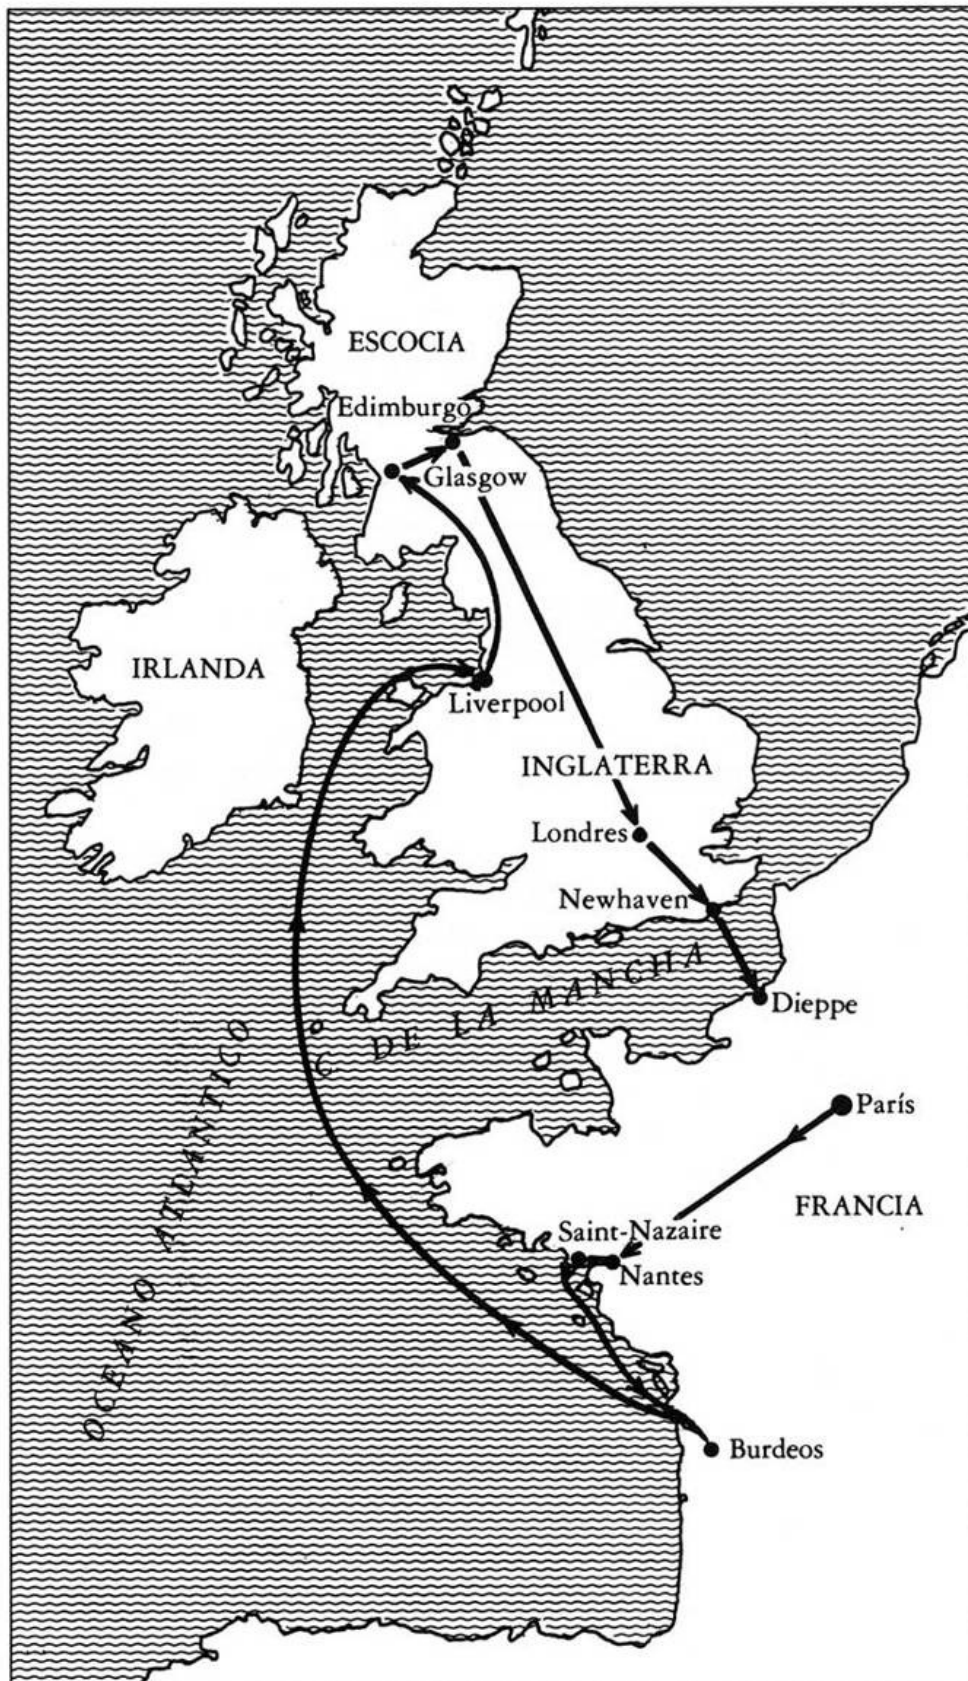 ESCOCIA
Edimburgo
Glasgow
IRLANDA
Liverpool
INGLATERRA
Londres
Newhaven
C. DE LA MANCHA
Dieppe
OCEANO ATLANTICO
París
FRANCIA
Saint-Nazaire
Nantes
Burdeos